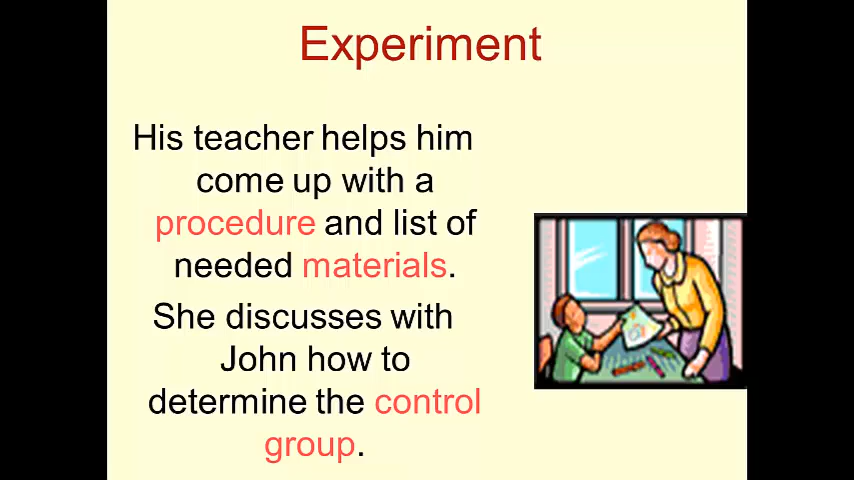 Experiment
His teacher helps him
come up with a
procedure and list of
needed materials.
She discusses with
John how to
determine the control
group.